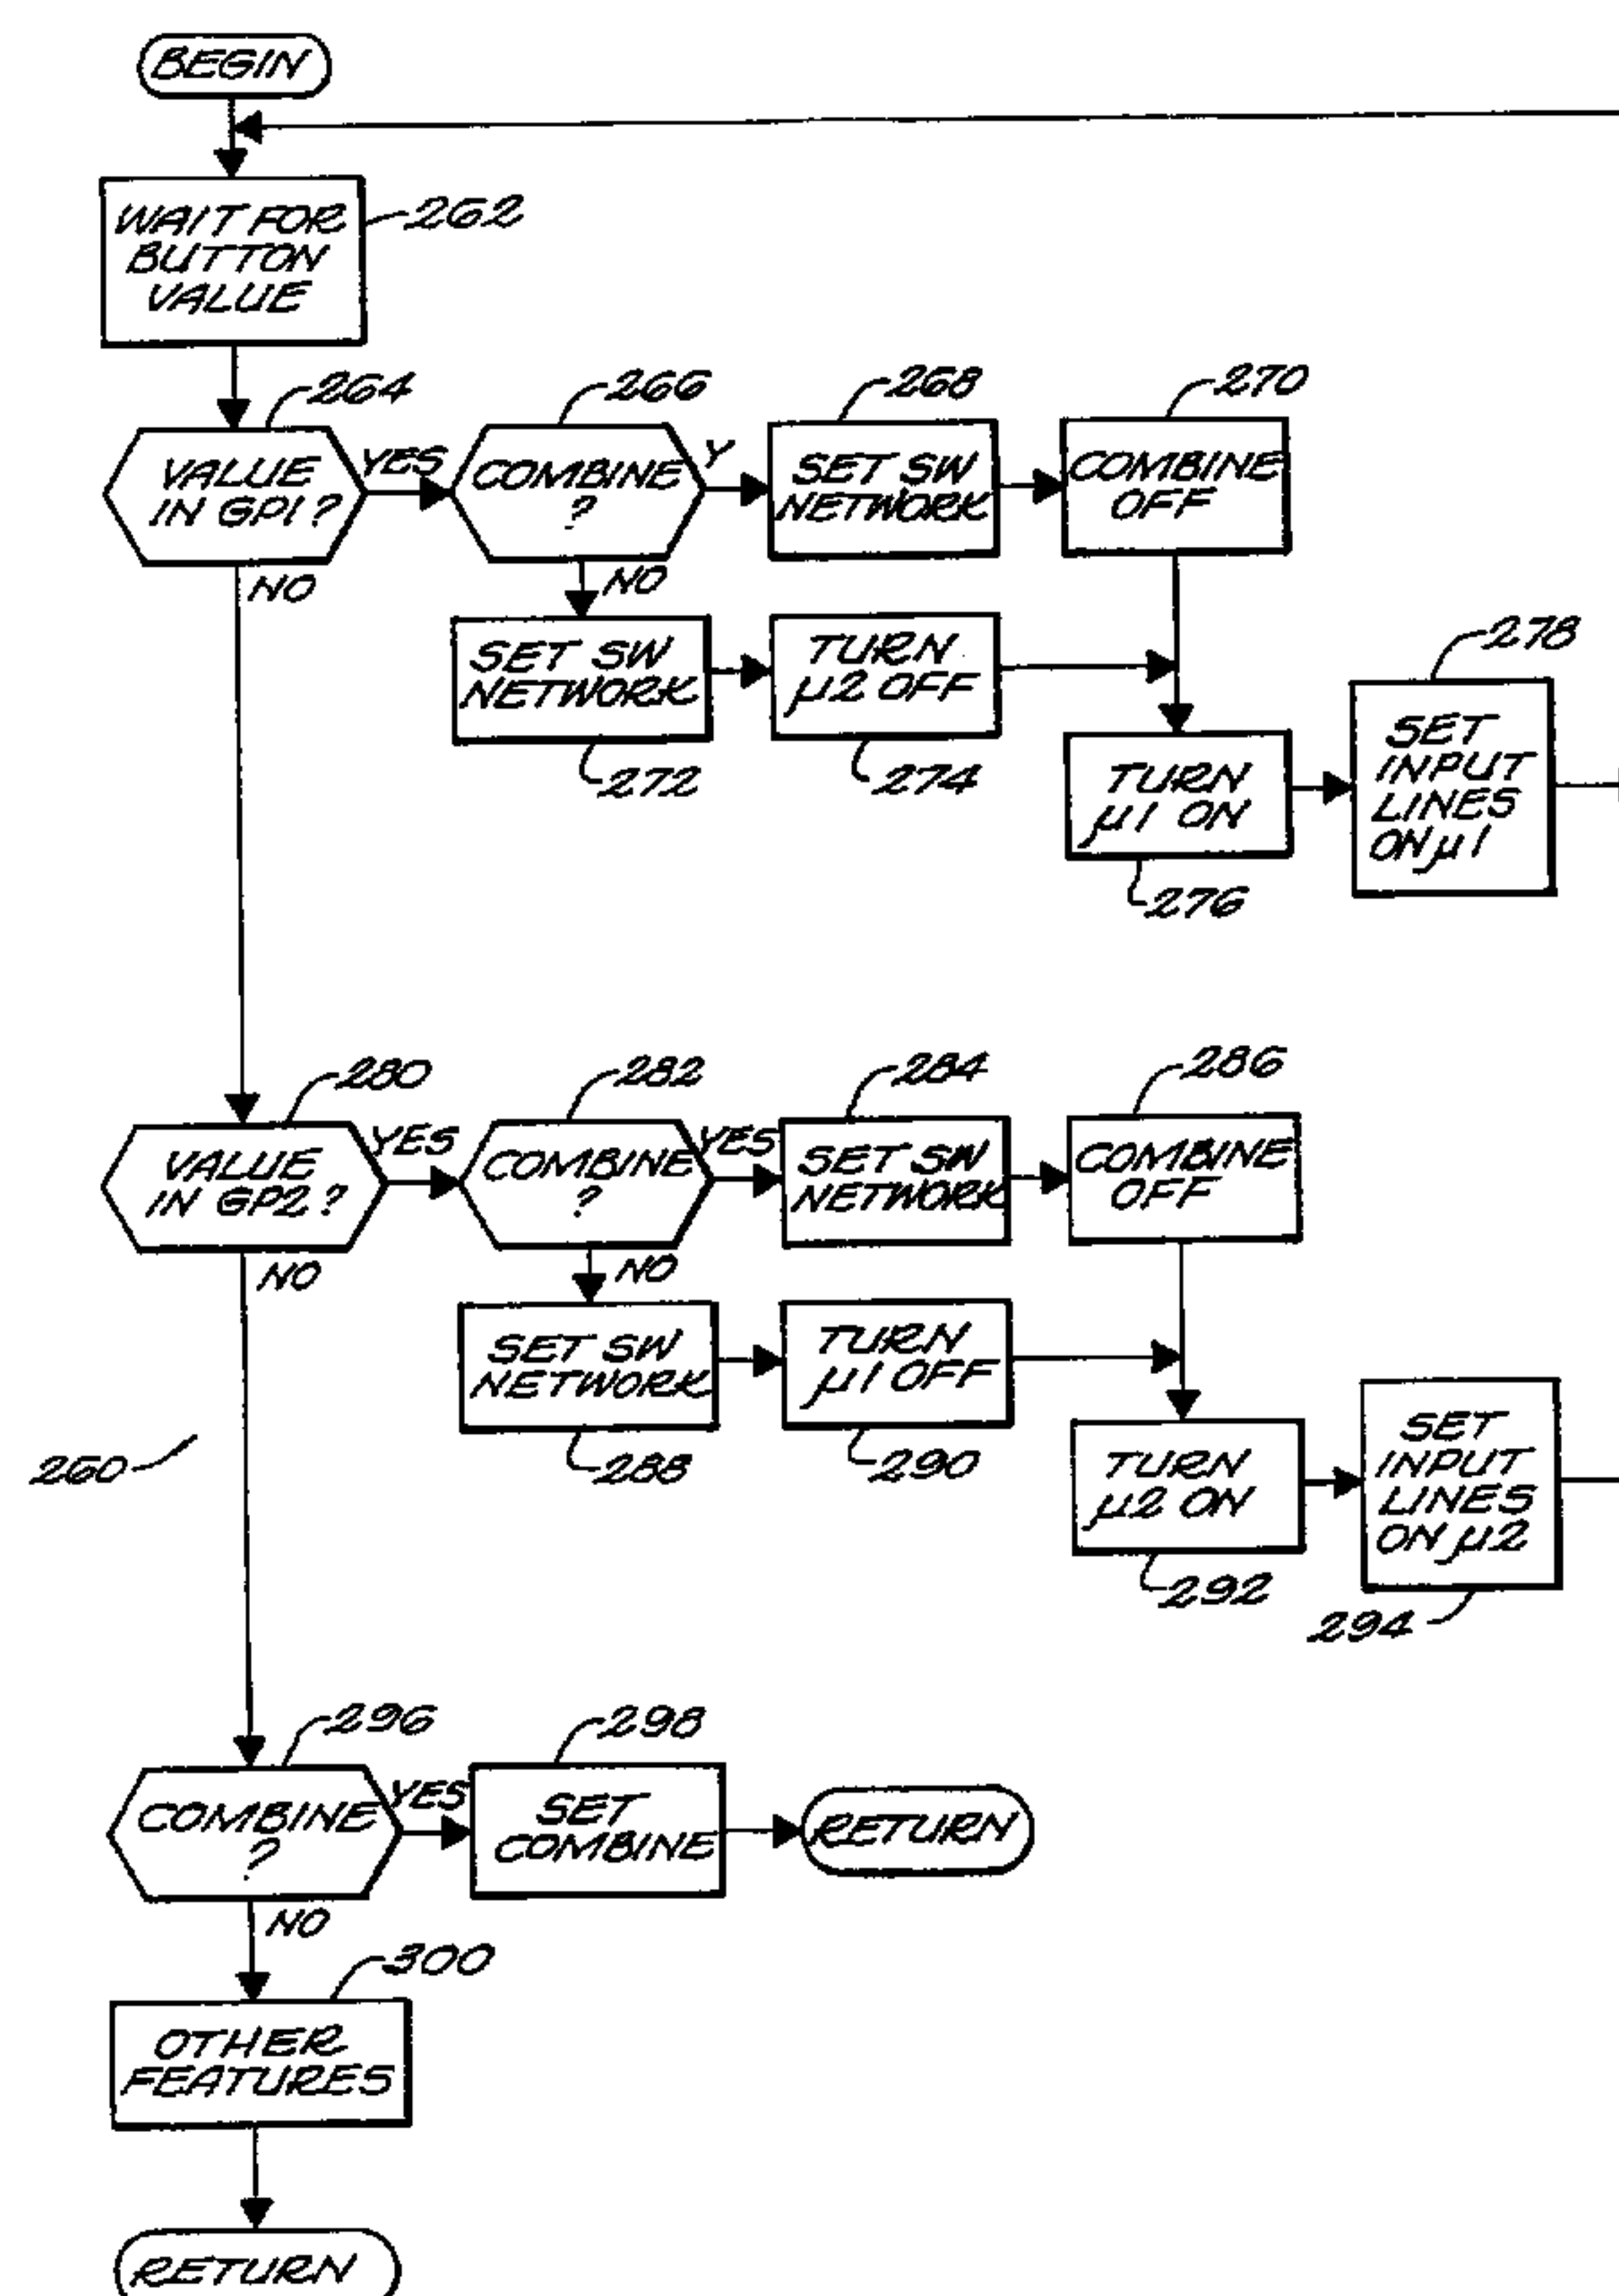 BEGIN
WAIT FOR
BUTTON
VALUE
262
264
VALUE
IN GP1?
YES
NO
266
COMBINE
?
Y
NO
268
SET SW
NETWORK
270
COMBINE
OFF
SET SW
NETWORK
272
TURN
μ2 OFF
274
TURN
μ1 ON
276
278
SET
INPUT
LINES
ON μ1
280
VALUE
IN GP2?
YES
NO
282
COMBINE
?
YES
NO
284
SET SW
NETWORK
286
COMBINE
OFF
SET SW
NETWORK
288
TURN
μ1 OFF
290
TURN
μ2 ON
292
SET
INPUT
LINES
ON μ2
294
260
296
COMBINE
?
YES
NO
298
SET
COMBINE
RETURN
300
OTHER
FEATURES
RETURN